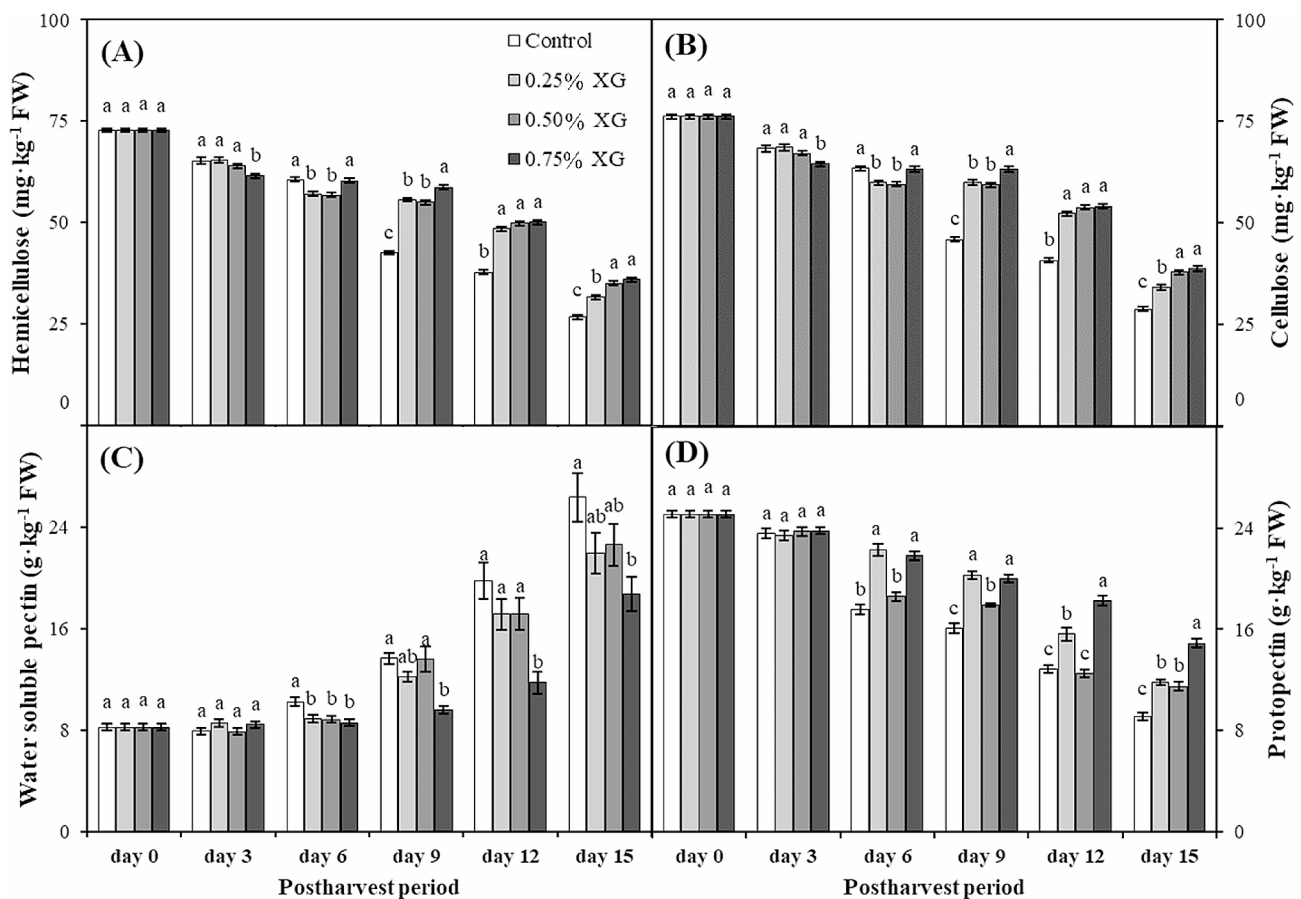 100
75
50
25
0
Hemicellulose (mg·kg⁻¹ FW)
(A)
Control
0.25% XG
0.50% XG
0.75% XG
a a a a
a a a b
a b b a
c b b a
b a a a
c b a a
100
75
50
25
0
Cellulose (mg·kg⁻¹ FW)
(B)
a a a a
a a a b
a b b a
c b b a
b a a a
c b a a
24
16
8
0
Water soluble pectin (g·kg⁻¹ FW)
(C)
a a a a
a a a a
a b b b
a ab a b
a a a b
a ab ab b
day 0 day 3 day 6 day 9 day 12 day 15
Postharvest period
24
16
8
0
Protopectin (g·kg⁻¹ FW)
(D)
a a a a
a a a a
b a b a
c a b a
c b c a
c b b a
day 0 day 3 day 6 day 9 day 12 day 15
Postharvest period